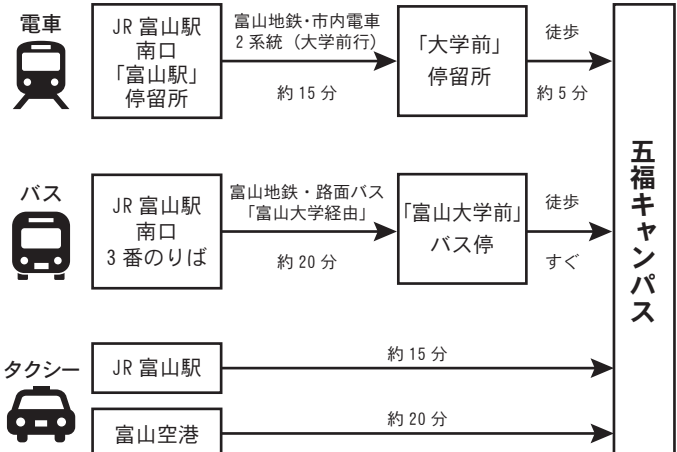 電車
JR 富山駅
南口
「富山駅」
停留所
富山地鉄・市内電車
2 系統（大学前行）
約 15 分
「大学前」
停留所
徒歩
約 5 分
バス
JR 富山駅
南口
3 番のりば
富山地鉄・路面バス
「富山大学経由」
約 20 分
「富山大学前」
バス停
徒歩
すぐ
タクシー
JR 富山駅
約 15 分
富山空港
約 20 分
五福キャンパス